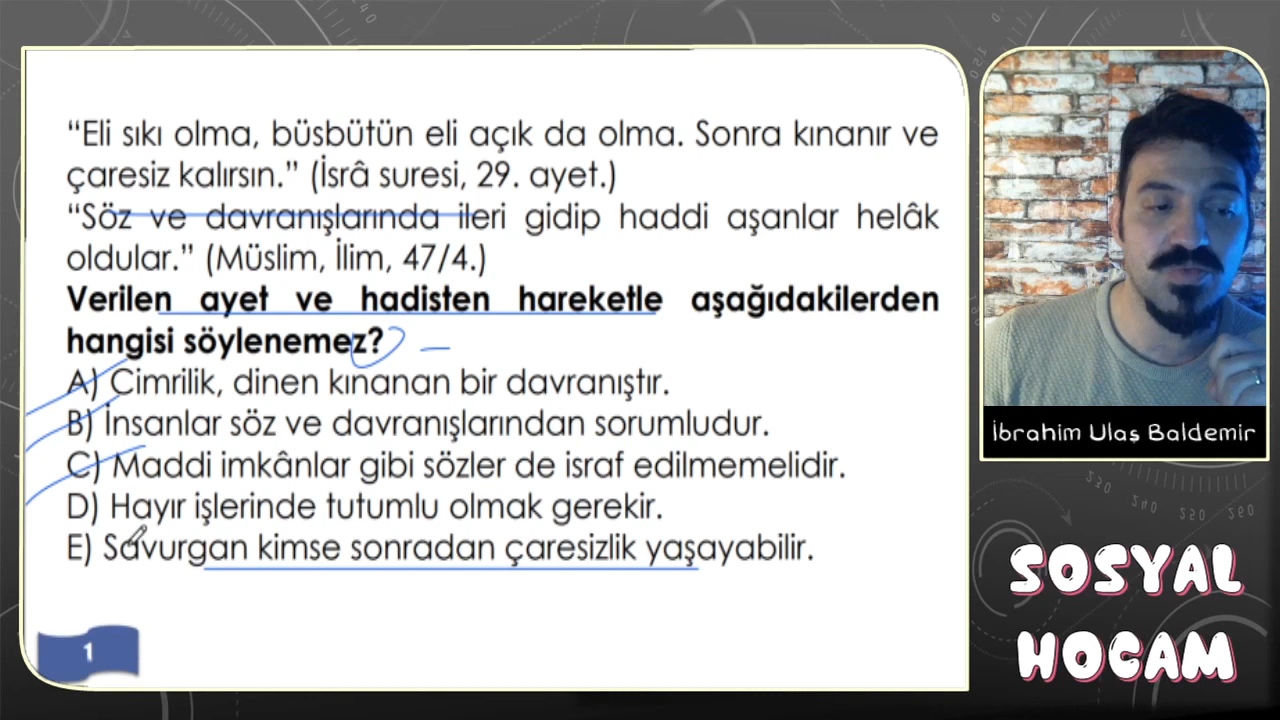 “Eli sıkı olma, büsbütün eli açık da olma. Sonra kınanır ve
çaresiz kalırsın.” (İsrâ suresi, 29. ayet.)
“Söz ve davranışlarında ileri gidip haddi aşanlar helâk
oldular.” (Müslim, İlim, 47/4.)
Verilen ayet ve hadisten hareketle aşağıdakilerden
hangisi söylenemez?
A) Cimrilik, dinen kınanan bir davranıştır.
B) İnsanlar söz ve davranışlarından sorumludur.
C) Maddi imkânlar gibi sözler de israf edilmemelidir.
D) Hayır işlerinde tutumlu olmak gerekir.
E) Savurgan kimse sonradan çaresizlik yaşayabilir.
1
İbrahim Ulaş Baldemir
SOSYAL
HOCAM